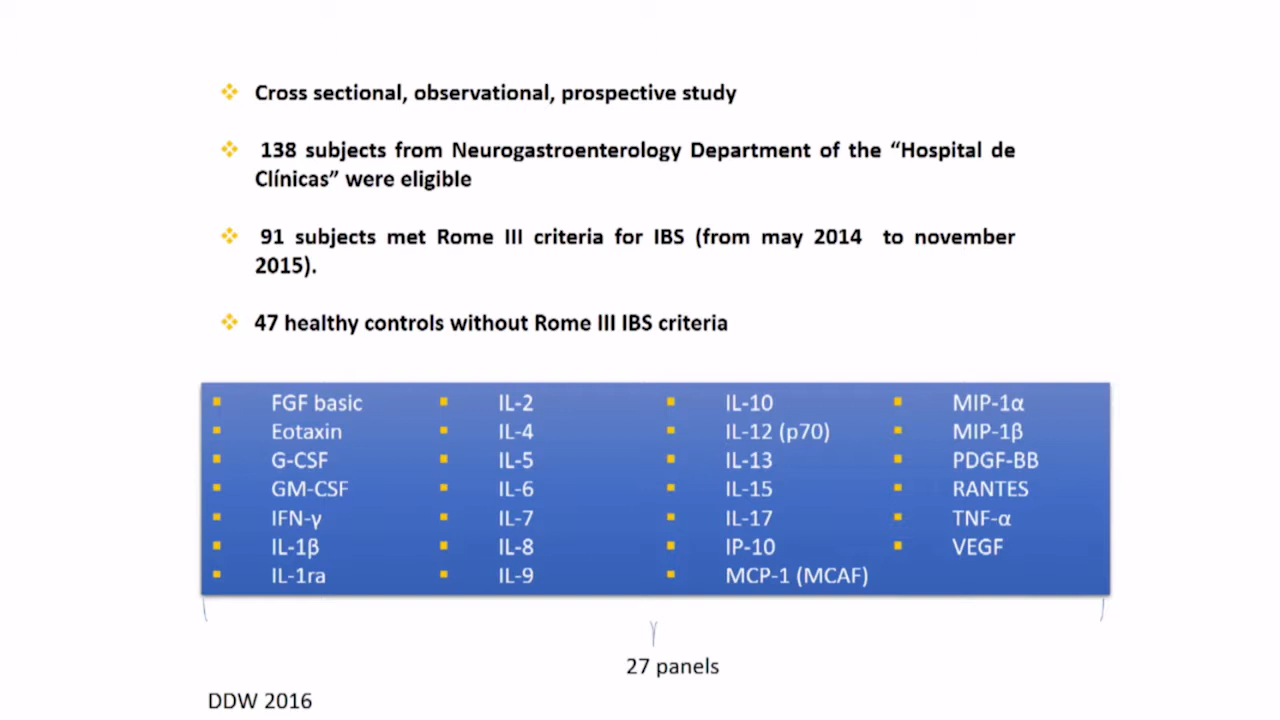 Cross sectional, observational, prospective study
138 subjects from Neurogastroenterology Department of the “Hospital de
Clínicas” were eligible
91 subjects met Rome III criteria for IBS (from may 2014 to november
2015).
47 healthy controls without Rome III IBS criteria
FGF basic
Eotaxin
G-CSF
GM-CSF
IFN-γ
IL-1β
IL-1ra
IL-2
IL-4
IL-5
IL-6
IL-7
IL-8
IL-9
IL-10
IL-12 (p70)
IL-13
IL-15
IL-17
IP-10
MCP-1 (MCAF)
MIP-1α
MIP-1β
PDGF-BB
RANTES
TNF-α
VEGF
27 panels
DDW 2016